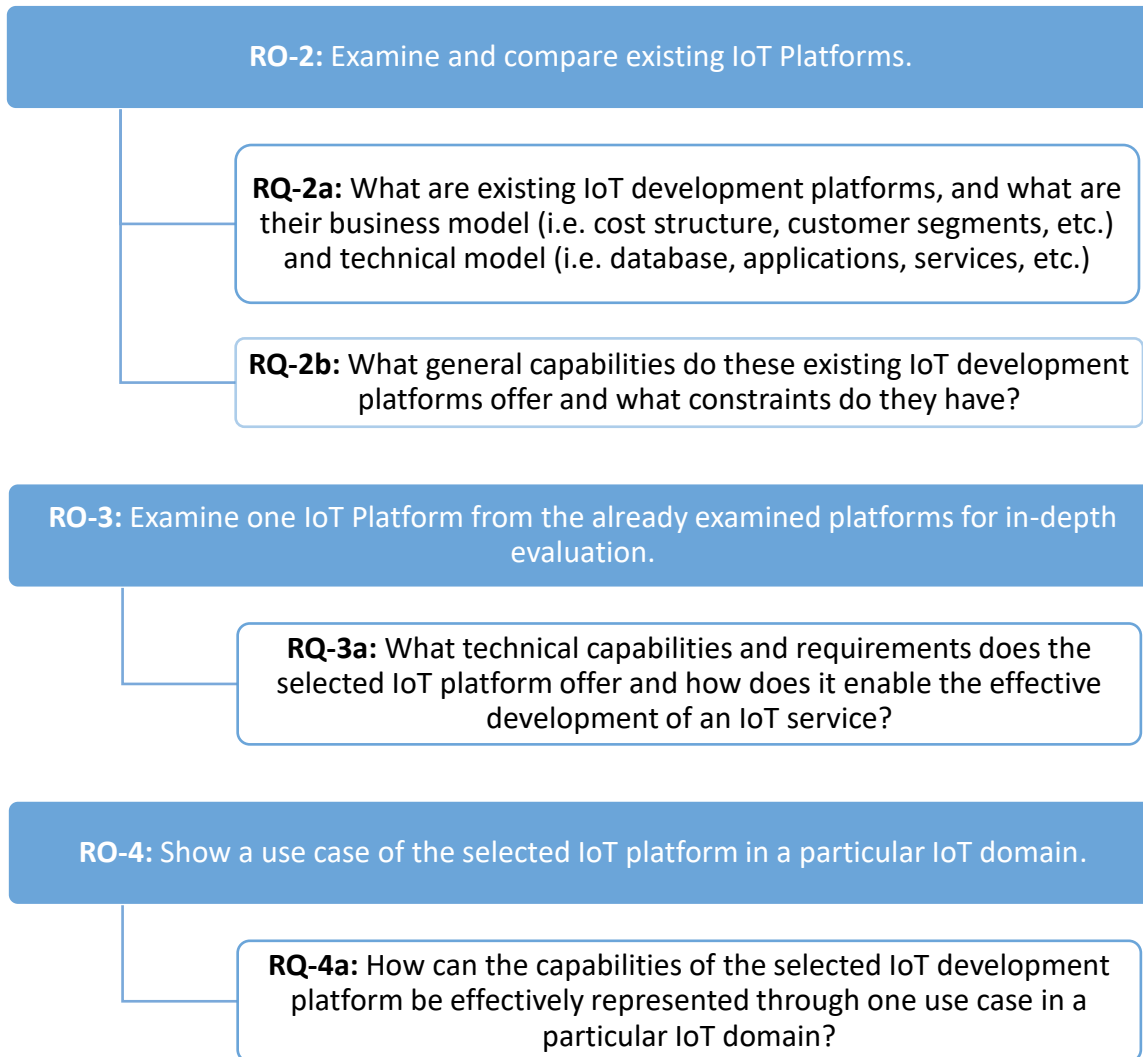 RO-2: Examine and compare existing IoT Platforms.
RQ-2a: What are existing IoT development platforms, and what are
their business model (i.e. cost structure, customer segments, etc.)
and technical model (i.e. database, applications, services, etc.)
RQ-2b: What general capabilities do these existing IoT development
platforms offer and what constraints do they have?
RO-3: Examine one IoT Platform from the already examined platforms for in-depth
evaluation.
RQ-3a: What technical capabilities and requirements does the
selected IoT platform offer and how does it enable the effective
development of an IoT service?
RO-4: Show a use case of the selected IoT platform in a particular IoT domain.
RQ-4a: How can the capabilities of the selected IoT development
platform be effectively represented through one use case in a
particular IoT domain?